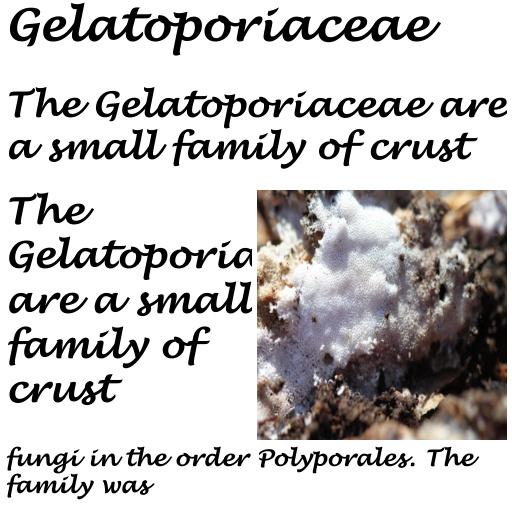 Gelatoporiaceae
The Gelatoporiaceae are
a small family of crust
The
Gelatoporia
are a small
family of
crust
fungi in the order Polyporales. The
family was